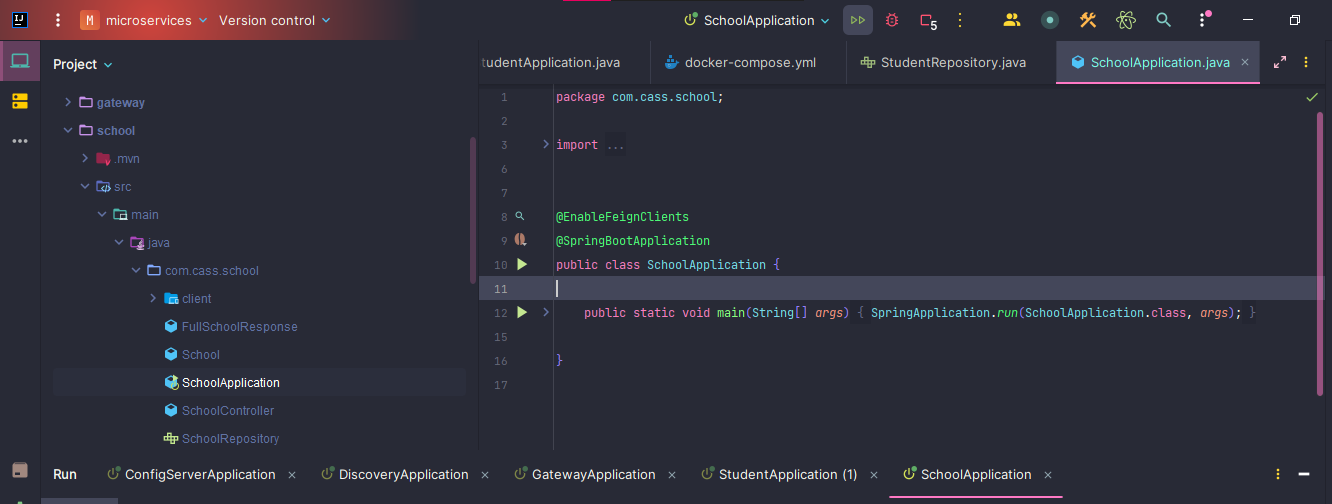 M microservices Version control SchoolApplication 5
Project
tudentApplication.java docker-compose.yml StudentRepository.java SchoolApplication.java
gateway
school
.mvn
src
main
java
com.cass.school
client
FullSchoolResponse
School
SchoolApplication
SchoolController
SchoolRepository
1 package com.cass.school;
2
3 import ...
6
7
8 @EnableFeignClients
9 @SpringBootApplication
10 public class SchoolApplication {
11
12 public static void main(String[] args) { SpringApplication.run(SchoolApplication.class, args); }
15
16 }
17
Run ConfigServerApplication DiscoveryApplication GatewayApplication StudentApplication (1) SchoolApplication